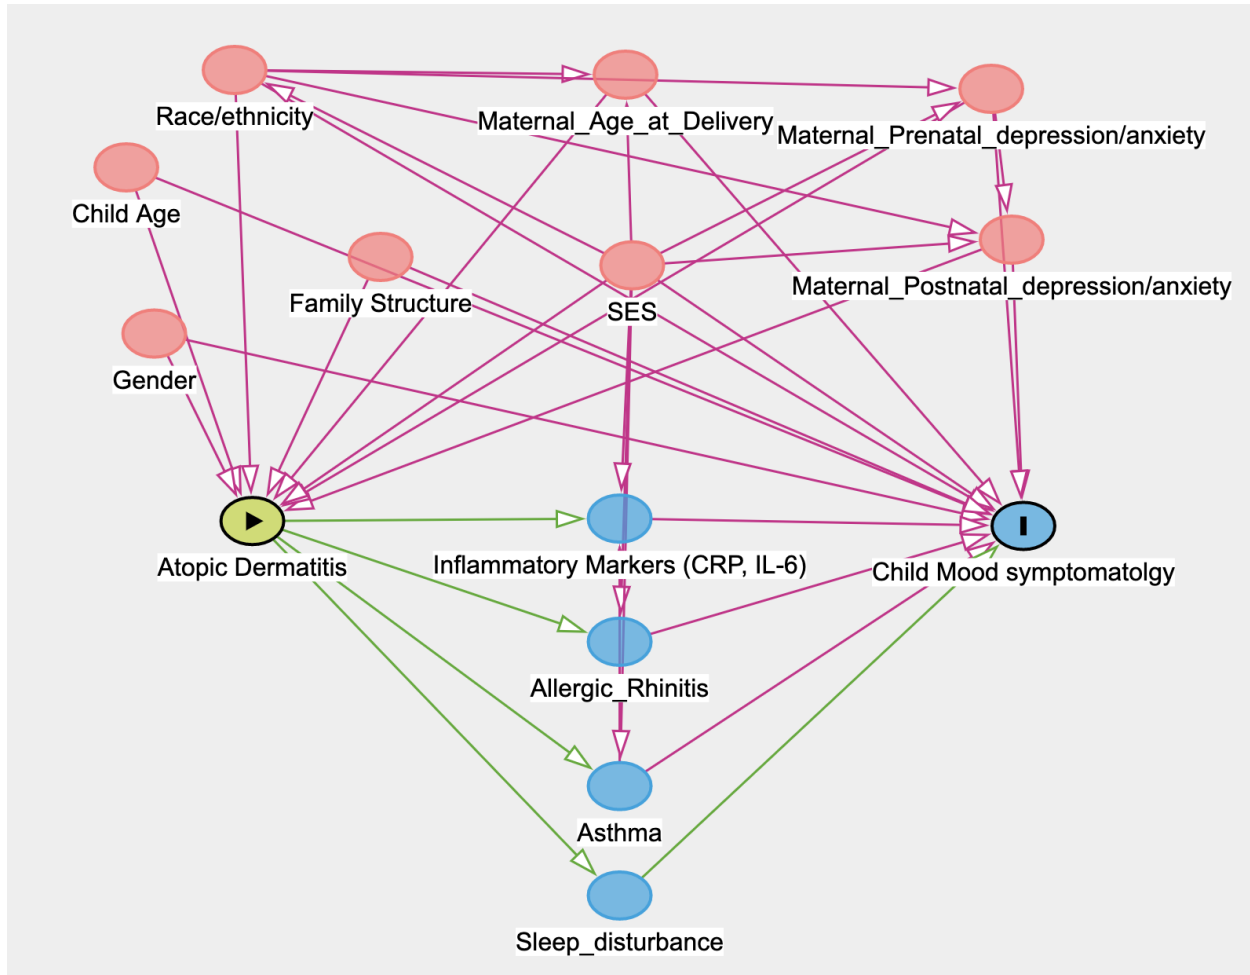 Race/ethnicity
Maternal_Age_at_Delivery
Maternal_Prenatal_depression/anxiety
Child Age
Family Structure
SES
Maternal_Postnatal_depression/anxiety
Gender
Atopic Dermatitis
Inflammatory Markers (CRP, IL-6)
Child Mood symptomatolgy
Allergic_Rhinitis
Asthma
Sleep_disturbance